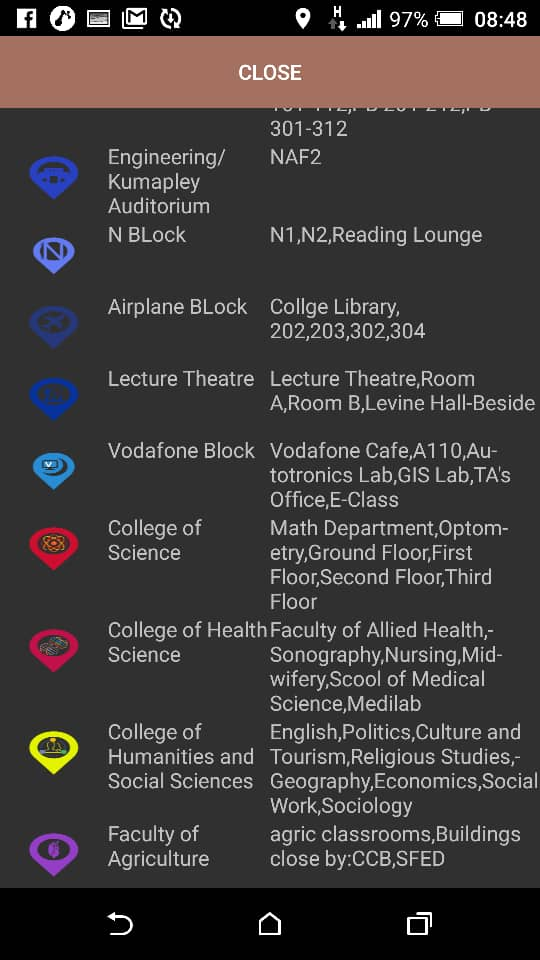 H
97%
08:48
CLOSE
301-312
Engineering/
Kumapley
Auditorium
NAF2
N
N BLock
N1,N2,Reading Lounge
Airplane BLock
Collge Library,
202,203,302,304
Lecture Theatre
Lecture Theatre,Room
A,Room B,Levine Hall-Beside
Vodafone Block
Vodafone Cafe,A110,Au-
totronics Lab,GIS Lab,TA's
Office,E-Class
College of
Science
Math Department,Optom-
etry,Ground Floor,First
Floor,Second Floor,Third
Floor
College of Health
Science
Faculty of Allied Health,-
Sonography,Nursing,Mid-
wifery,Scool of Medical
Science,Medilab
College of
Humanities and
Social Sciences
English,Politics,Culture and
Tourism,Religious Studies,-
Geography,Economics,Social
Work,Sociology
Faculty of
Agriculture
agric classrooms,Buildings
close by:CCB,SFED